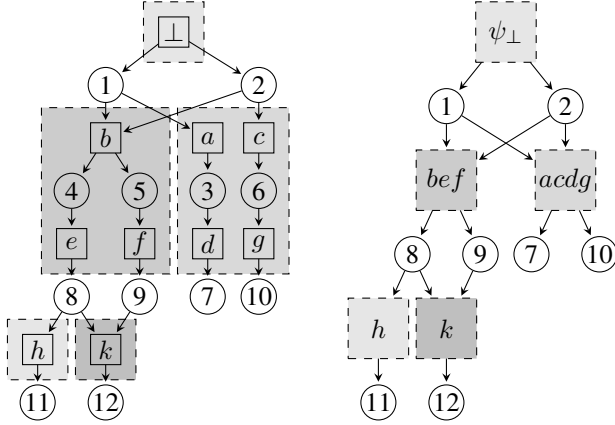 ⊥ ψ⊥
1 2 1 2
b a c bef acdg
4 5 3 6
e f d g 8 9 7 10
8 9 7 10
h k h k
11 12 11 12